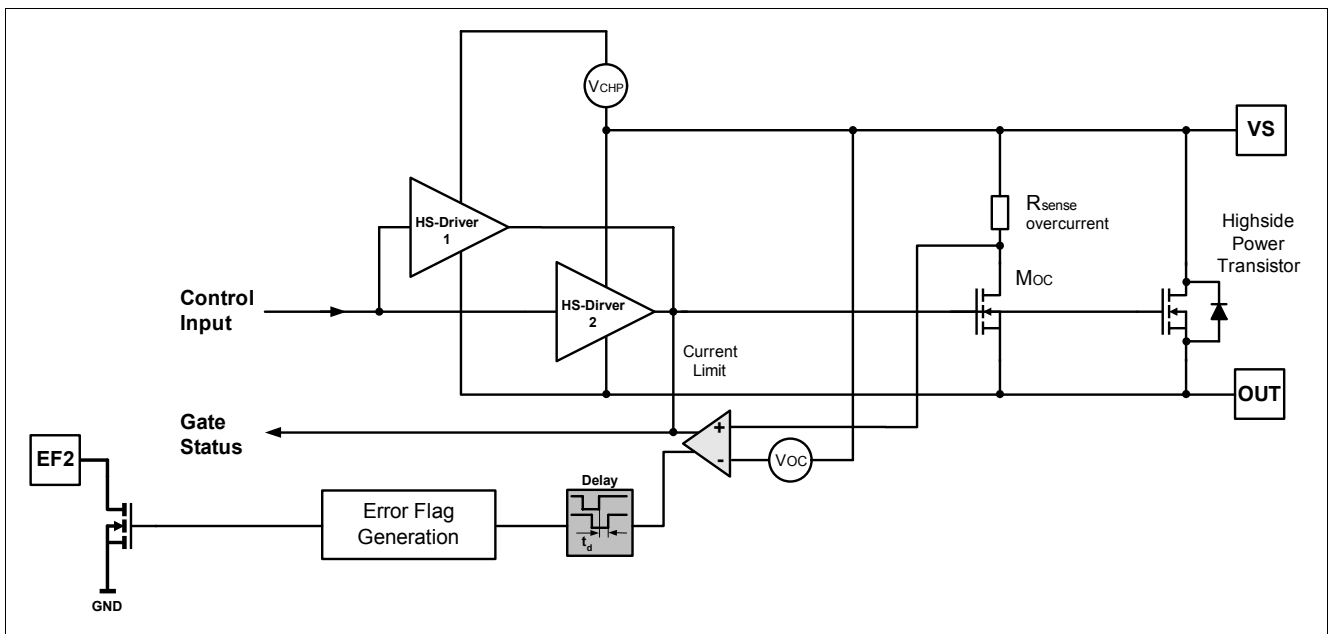 VCHP
VS
HS-Driver
1
Rsense
overcurrent
Highside
Power
Transistor
MOC
Control
Input
HS-Dirver
2
Current
Limit
OUT
Gate
Status
+
-
VOC
EF2
Delay
td
Error Flag
Generation
GND